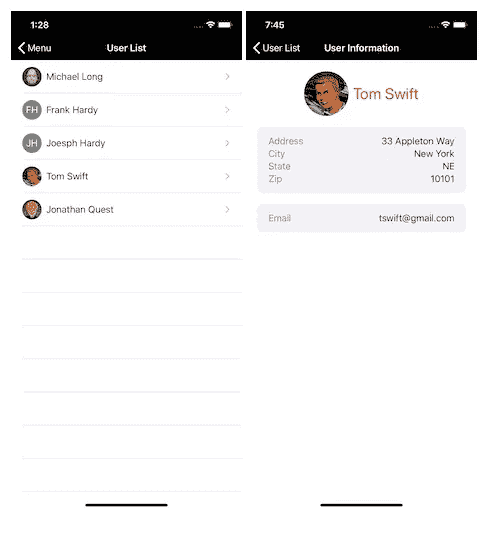 1:28
Menu
User List
Michael Long
FH Frank Hardy
JH Joesph Hardy
Tom Swift
Jonathan Quest
7:45
User List
User Information
Tom Swift
Address 33 Appleton Way
City New York
State NE
Zip 10101
Email tswift@gmail.com